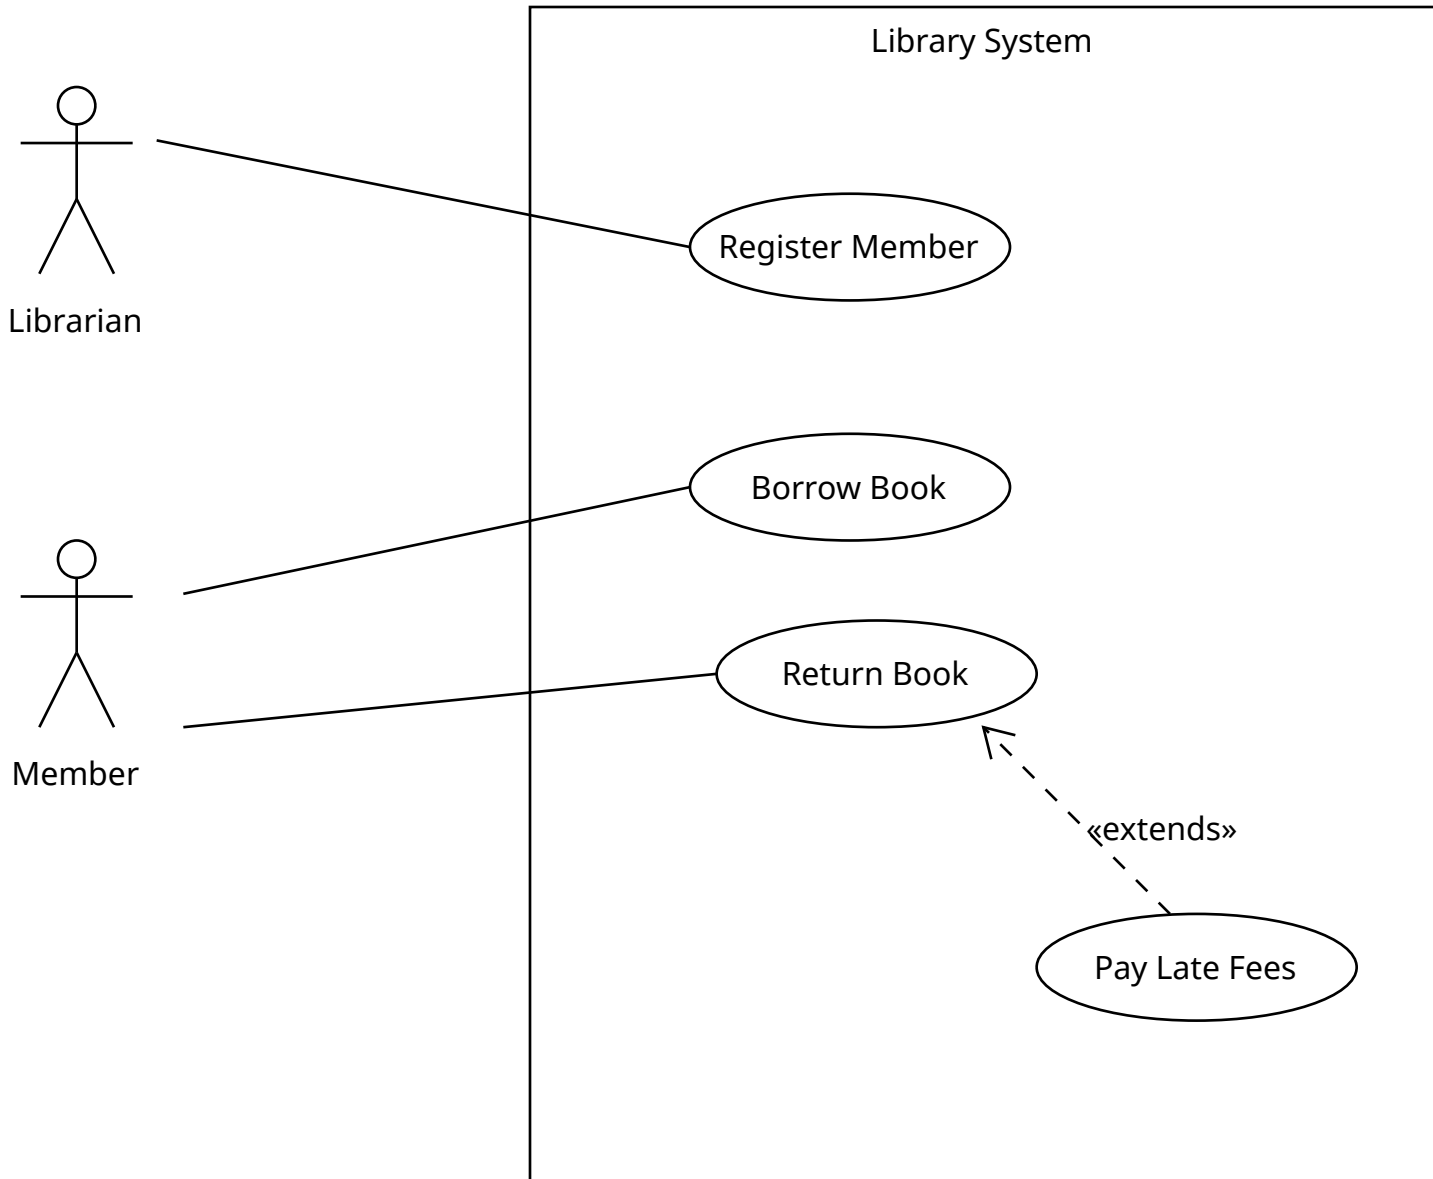 Library System
Register Member
Librarian
Borrow Book
Return Book
Member
«extends»
Pay Late Fees